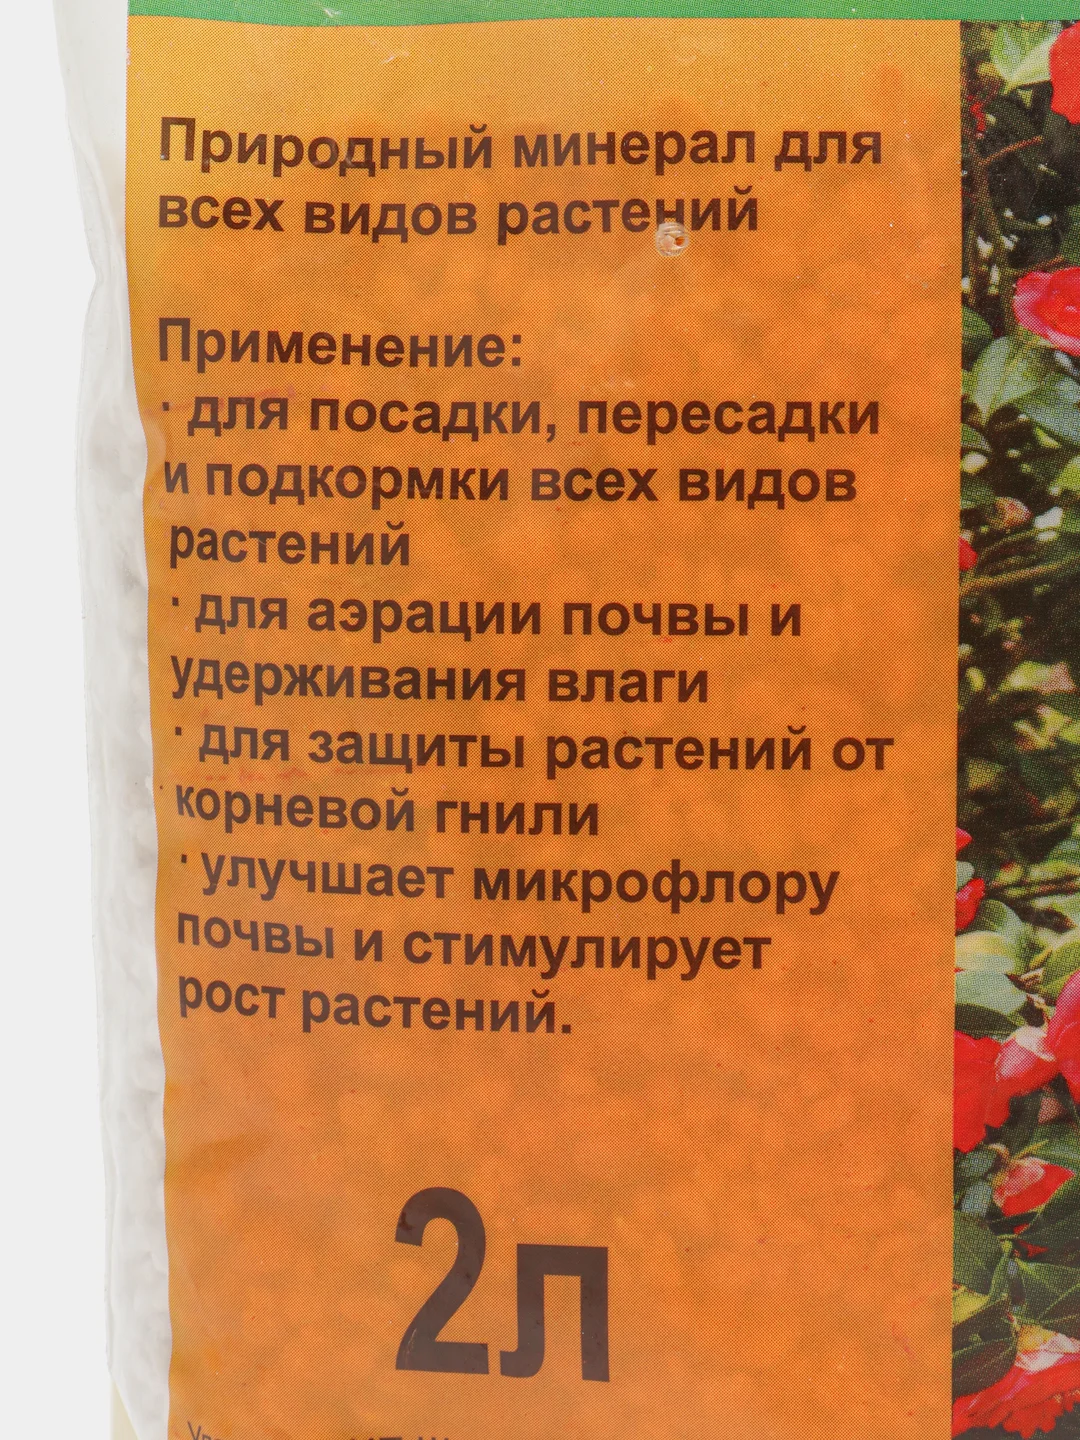 Природный минерал для
всех видов растений
Применение:
· для посадки, пересадки
и подкормки всех видов
растений
· для аэрации почвы и
удерживания влаги
· для защиты растений от
корневой гнили
· улучшает микрофлору
почвы и стимулирует
рост растений.
2л